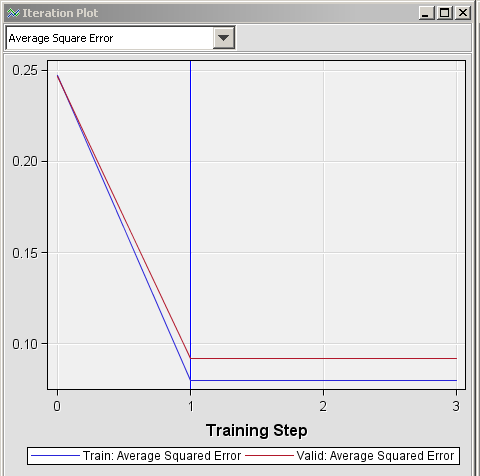 Iteration Plot
Average Square Error
0.25
0.20
0.15
0.10
0 1 2 3
Training Step
Train: Average Squared Error Valid: Average Squared Error